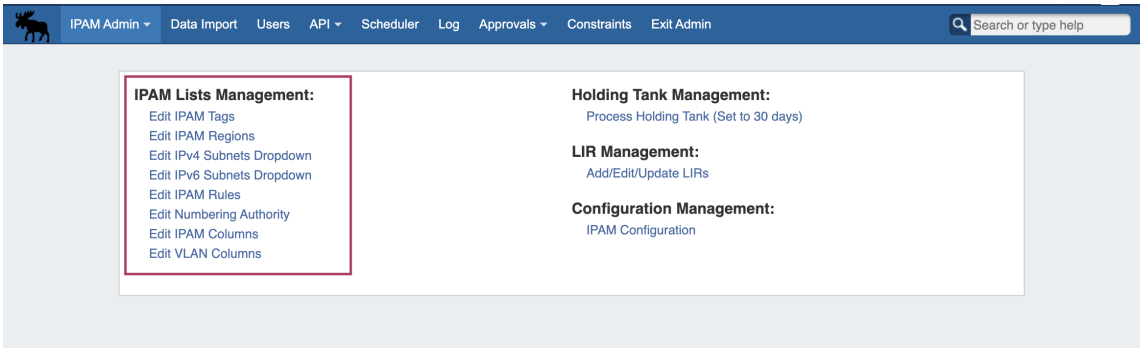 IPAM Admin Data Import Users API Scheduler Log Approvals Constraints Exit Admin Search or type help
IPAM Lists Management:
Edit IPAM Tags
Edit IPAM Regions
Edit IPv4 Subnets Dropdown
Edit IPv6 Subnets Dropdown
Edit IPAM Rules
Edit Numbering Authority
Edit IPAM Columns
Edit VLAN Columns
Holding Tank Management:
Process Holding Tank (Set to 30 days)
LIR Management:
Add/Edit/Update LIRs
Configuration Management:
IPAM Configuration